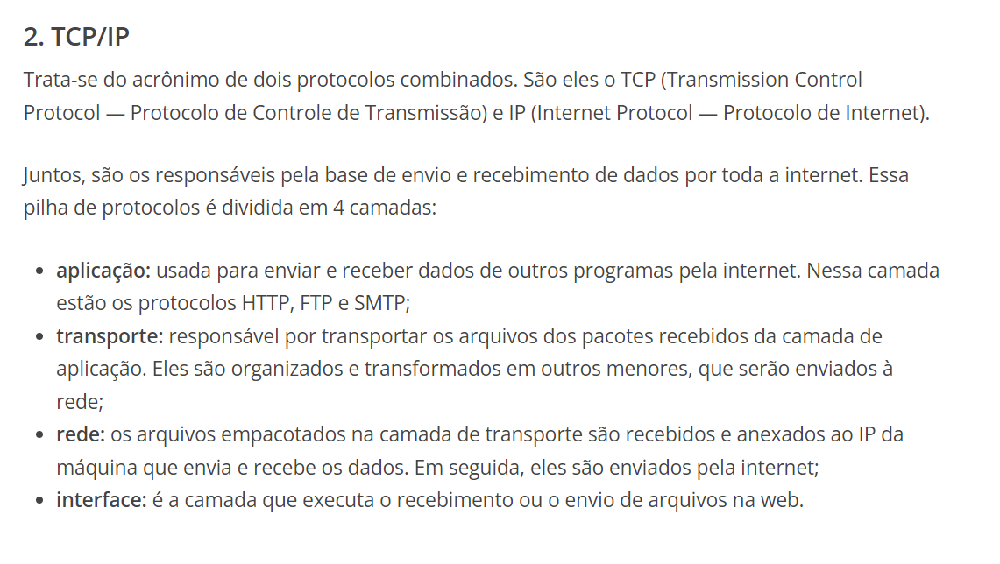 2. TCP/IP
Trata-se do acrônimo de dois protocolos combinados. São eles o TCP (Transmission Control
Protocol — Protocolo de Controle de Transmissão) e IP (Internet Protocol — Protocolo de Internet).
Juntos, são os responsáveis pela base de envio e recebimento de dados por toda a internet. Essa
pilha de protocolos é dividida em 4 camadas:
• aplicação: usada para enviar e receber dados de outros programas pela internet. Nessa camada
estão os protocolos HTTP, FTP e SMTP;
• transporte: responsável por transportar os arquivos dos pacotes recebidos da camada de
aplicação. Eles são organizados e transformados em outros menores, que serão enviados à
rede;
• rede: os arquivos empacotados na camada de transporte são recebidos e anexados ao IP da
máquina que envia e recebe os dados. Em seguida, eles são enviados pela internet;
• interface: é a camada que executa o recebimento ou o envio de arquivos na web.